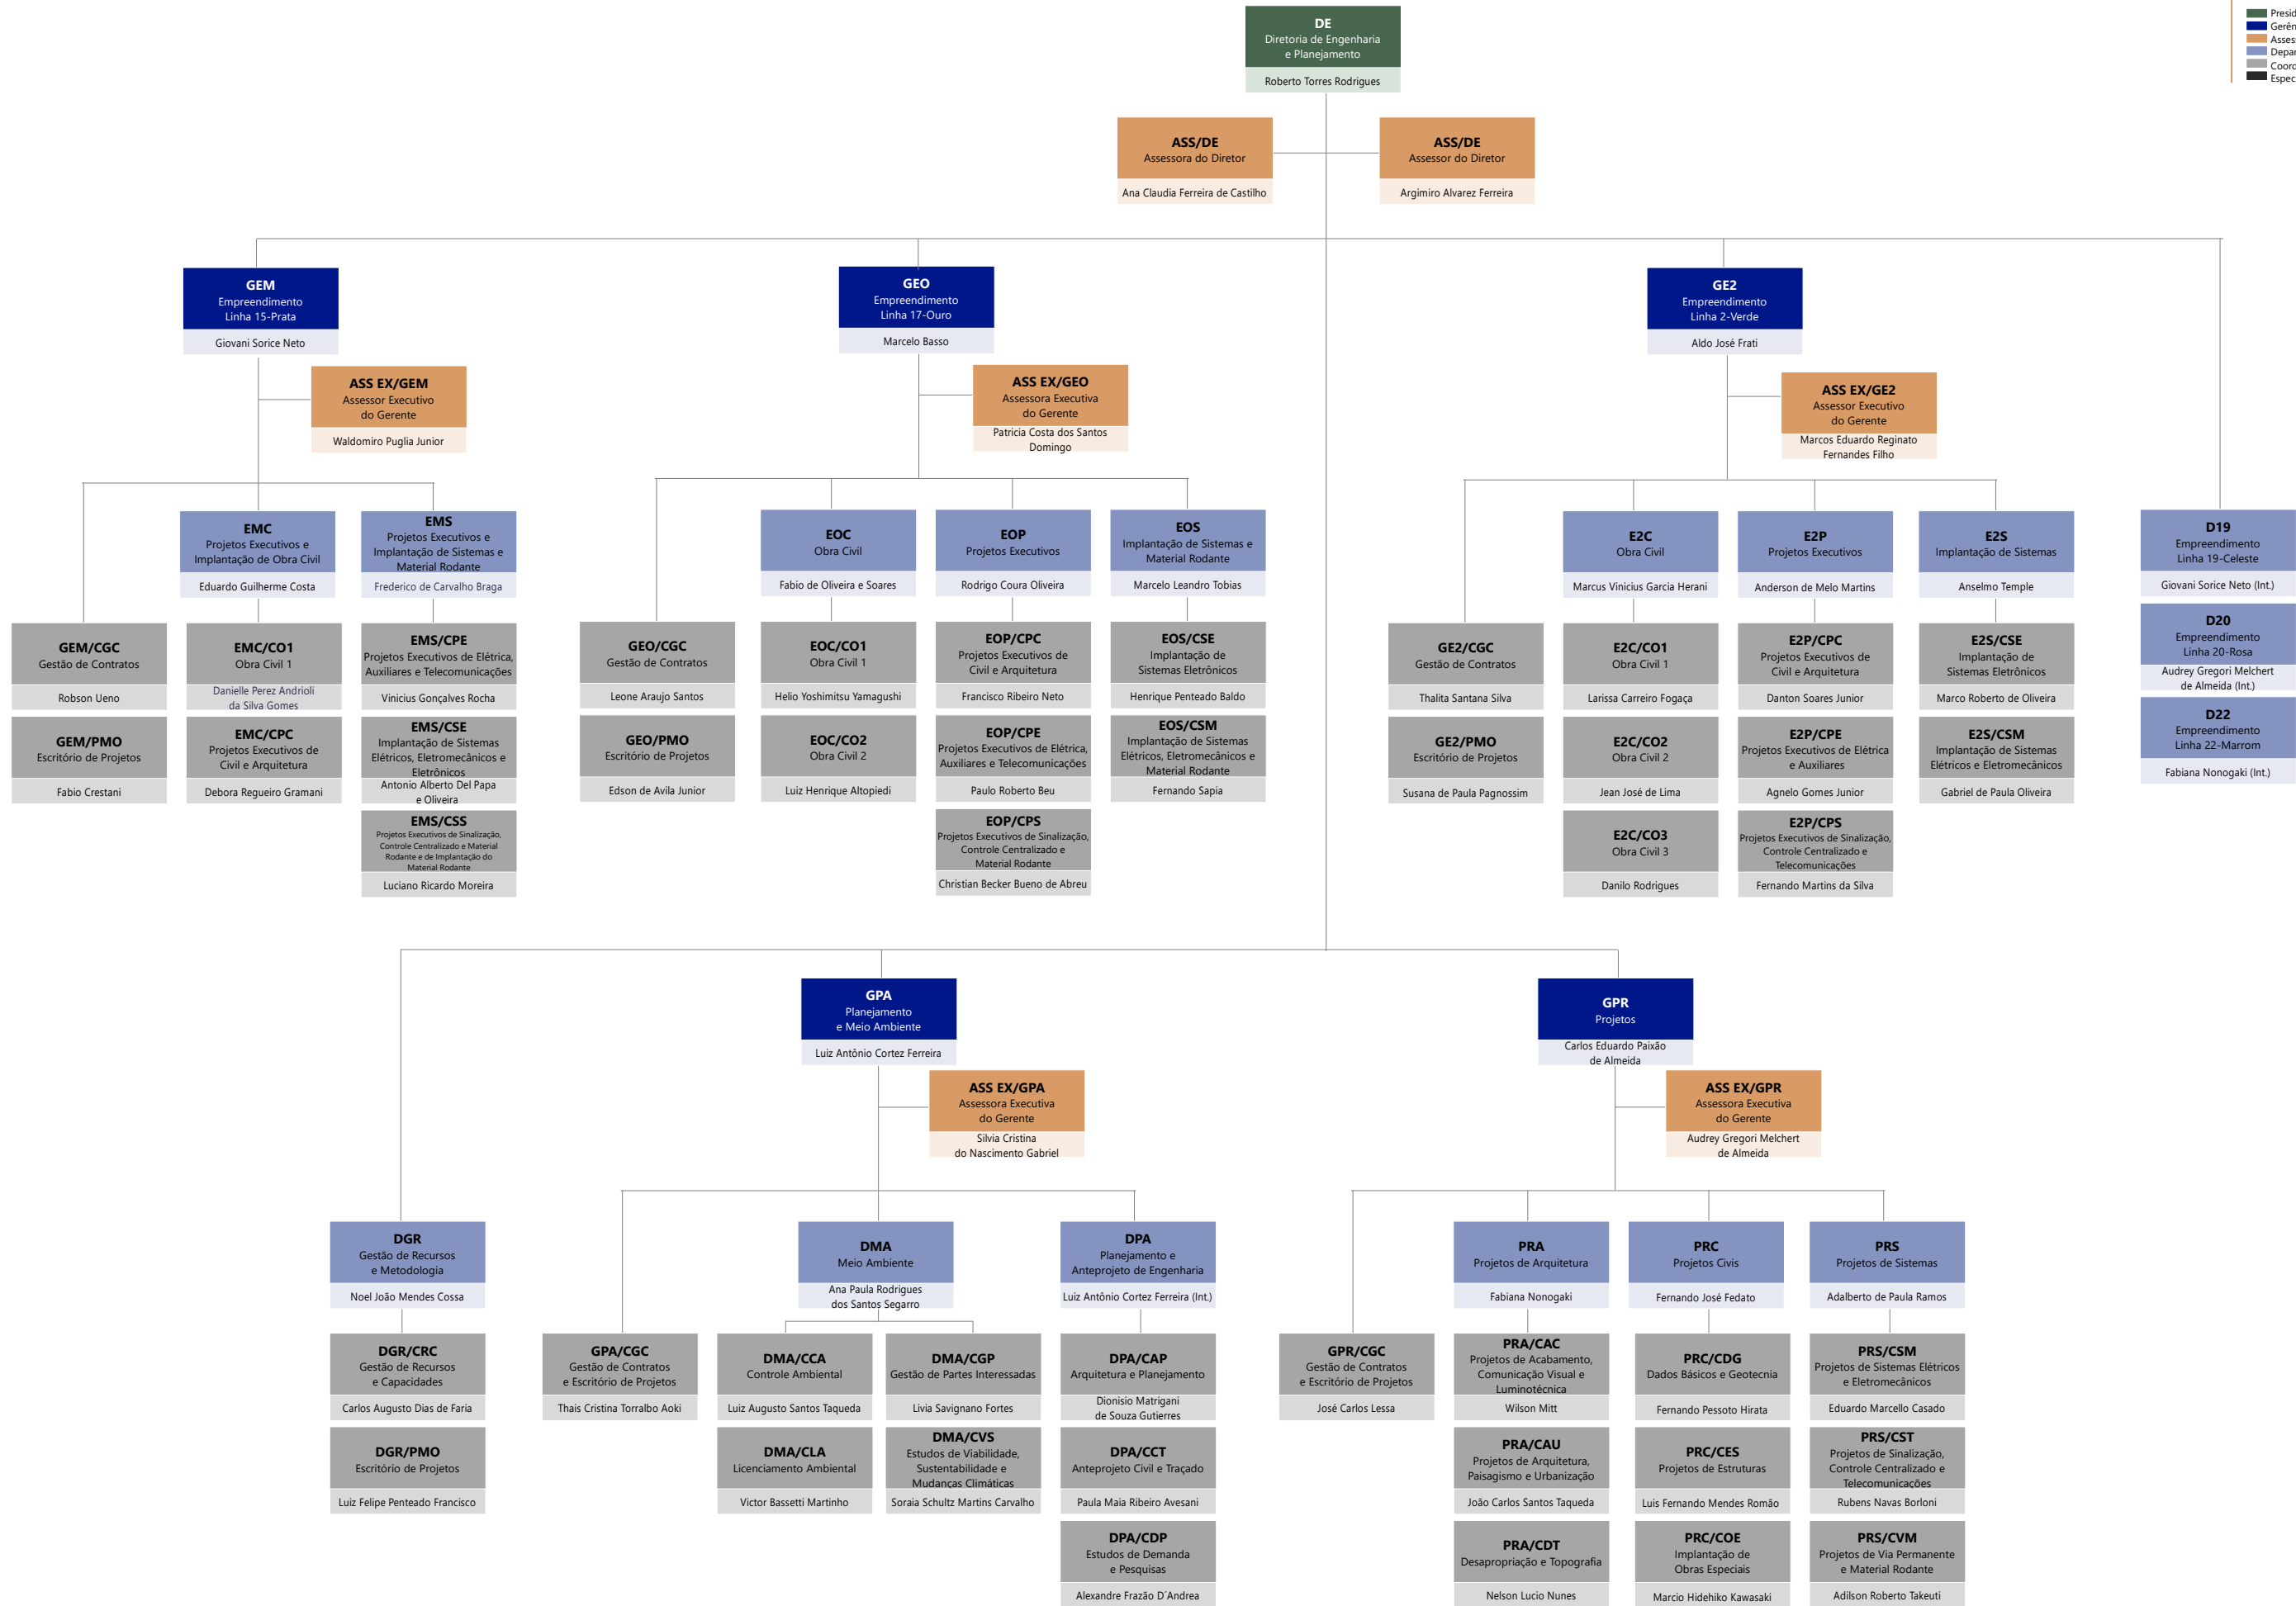 DE
Diretoria de Engenharia
e Planejamento
Roberto Torres Rodrigues
ASS/DE
Assessora do Diretor
Ana Claudia Ferreira de Castilho
ASS/DE
Assessor do Diretor
Argimiro Alvarez Ferreira
GEM
Empreendimento
Linha 15-Prata
Giovani Sorice Neto
ASS EX/GEM
Assessor Executivo
do Gerente
Waldomiro Puglia Junior
GEO
Empreendimento
Linha 17-Ouro
Marcelo Basso
ASS EX/GEO
Assessora Executiva
do Gerente
Patricia Costa dos Santos
Domingo
GE2
Empreendimento
Linha 2-Verde
Aldo José Frati
ASS EX/GE2
Assessor Executivo
do Gerente
Marcos Eduardo Reginato
Fernandes Filho
EMC
Projetos Executivos e
Implantação de Obra Civil
Eduardo Guilherme Costa
EMS
Projetos Executivos e
Implantação de Sistemas e
Material Rodante
Frederico de Carvalho Braga
GEM/CGC
Gestão de Contratos
Robson Ueno
EMC/CO1
Obra Civil 1
Danielle Perez Andrioli
da Silva Gomes
EMS/CPE
Projetos Executivos de Elétrica,
Auxiliares e Telecomunicações
Vinicius Gonçalves Rocha
GEM/PMO
Escritório de Projetos
Fabio Crestani
EMC/CPC
Projetos Executivos de
Civil e Arquitetura
Debora Regueiro Gramani
EMS/CSE
Implantação de Sistemas
Elétricos, Eletromecânicos e
Eletrônicos
Antonio Alberto Del Papa
e Oliveira
EMS/CSS
Projetos Executivos de Sinalização,
Controle Centralizado e Material
Rodante e de Implantação do
Material Rodante
Luciano Ricardo Moreira
EOC
Obra Civil
Fabio de Oliveira e Soares
EOP
Projetos Executivos
Rodrigo Coura Oliveira
EOS
Implantação de Sistemas e
Material Rodante
Marcelo Leandro Tobias
GEO/CGC
Gestão de Contratos
Leone Araujo Santos
EOC/CO1
Obra Civil 1
Helio Yoshimitsu Yamagushi
EOP/CPC
Projetos Executivos de
Civil e Arquitetura
Francisco Ribeiro Neto
EOS/CSE
Implantação de
Sistemas Eletrônicos
Henrique Penteado Baldo
GEO/PMO
Escritório de Projetos
Edson de Avila Junior
EOC/CO2
Obra Civil 2
Luiz Henrique Altopiedi
EOP/CPE
Projetos Executivos de Elétrica,
Auxiliares e Telecomunicações
Paulo Roberto Beu
EOS/CSM
Implantação de Sistemas
Elétricos, Eletromecânicos e
Material Rodante
Fernando Sapia
EOP/CPS
Projetos Executivos de Sinalização,
Controle Centralizado e
Material Rodante
Christian Becker Bueno de Abreu
E2C
Obra Civil
Marcus Vinicius Garcia Herani
E2P
Projetos Executivos
Anderson de Melo Martins
E2S
Implantação de Sistemas
Anselmo Temple
GE2/CGC
Gestão de Contratos
Thalita Santana Silva
E2C/CO1
Obra Civil 1
Larissa Carreiro Fogaça
E2P/CPC
Projetos Executivos de
Civil e Arquitetura
Danton Soares Junior
E2S/CSE
Implantação de
Sistemas Eletrônicos
Marco Roberto de Oliveira
GE2/PMO
Escritório de Projetos
Susana de Paula Pagnossim
E2C/CO2
Obra Civil 2
Jean José de Lima
E2P/CPE
Projetos Executivos de Elétrica
e Auxiliares
Agnelo Gomes Junior
E2S/CSM
Implantação de Sistemas
Elétricos e Eletromecânicos
Gabriel de Paula Oliveira
E2C/CO3
Obra Civil 3
Danilo Rodrigues
E2P/CPS
Projetos Executivos de Sinalização,
Controle Centralizado e
Telecomunicações
Fernando Martins da Silva
D19
Empreendimento
Linha 19-Celeste
Giovani Sorice Neto (Int.)
D20
Empreendimento
Linha 20-Rosa
Audrey Gregori Melchert
de Almeida (Int.)
D22
Empreendimento
Linha 22-Marrom
Fabiana Nonogaki (Int.)
GPA
Planejamento
e Meio Ambiente
Luiz Antônio Cortez Ferreira
ASS EX/GPA
Assessora Executiva
do Gerente
Silvia Cristina
do Nascimento Gabriel
GPR
Projetos
Carlos Eduardo Paixão
de Almeida
ASS EX/GPR
Assessora Executiva
do Gerente
Audrey Gregori Melchert
de Almeida
DGR
Gestão de Recursos
e Metodologia
Noel João Mendes Cossa
DGR/CRC
Gestão de Recursos
e Capacidades
Carlos Augusto Dias de Faria
DGR/PMO
Escritório de Projetos
Luiz Felipe Penteado Francisco
DMA
Meio Ambiente
Ana Paula Rodrigues
dos Santos Segarro
DPA
Planejamento e
Anteprojeto de Engenharia
Luiz Antônio Cortez Ferreira (Int.)
GPA/CGC
Gestão de Contratos
e Escritório de Projetos
Thais Cristina Torralbo Aoki
DMA/CCA
Controle Ambiental
Luiz Augusto Santos Taqueda
DMA/CGP
Gestão de Partes Interessadas
Livia Savignano Fortes
DPA/CAP
Arquitetura e Planejamento
Dionisio Matrigani
de Souza Gutierres
DMA/CLA
Licenciamento Ambiental
Victor Bassetti Martinho
DMA/CVS
Estudos de Viabilidade,
Sustentabilidade e
Mudanças Climáticas
Soraia Schultz Martins Carvalho
DPA/CCT
Anteprojeto Civil e Traçado
Paula Maia Ribeiro Avesani
DPA/CDP
Estudos de Demanda
e Pesquisas
Alexandre Frazão D´Andrea
PRA
Projetos de Arquitetura
Fabiana Nonogaki
PRC
Projetos Civis
Fernando José Fedato
PRS
Projetos de Sistemas
Adalberto de Paula Ramos
GPR/CGC
Gestão de Contratos
e Escritório de Projetos
José Carlos Lessa
PRA/CAC
Projetos de Acabamento,
Comunicação Visual e
Luminotécnica
Wilson Mitt
PRC/CDG
Dados Básicos e Geotecnia
Fernando Pessoto Hirata
PRS/CSM
Projetos de Sistemas Elétricos
e Eletromecânicos
Eduardo Marcello Casado
PRA/CAU
Projetos de Arquitetura,
Paisagismo e Urbanização
João Carlos Santos Taqueda
PRC/CES
Projetos de Estruturas
Luis Fernando Mendes Romão
PRS/CST
Projetos de Sinalização,
Controle Centralizado e
Telecomunicações
Rubens Navas Borloni
PRA/CDT
Desapropriação e Topografia
Nelson Lucio Nunes
PRC/COE
Implantação de
Obras Especiais
Marcio Hidehiko Kawasaki
PRS/CVM
Projetos de Via Permanente
e Material Rodante
Adilson Roberto Takeuti